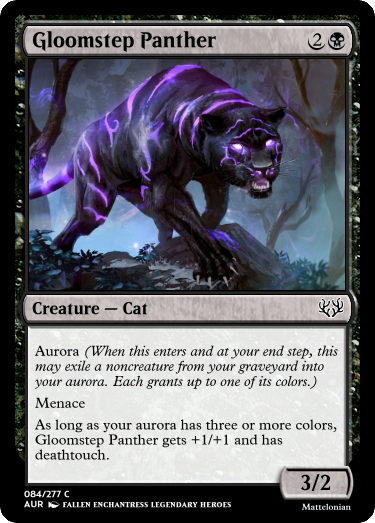 Gloomstep Panther 2
Creature — Cat
Aurora (When this enters and at your end step, this
may exile a noncreature from your graveyard into
your aurora. Each grants up to one of its colors.)
Menace
As long as your aurora has three or more colors,
Gloomstep Panther gets +1/+1 and has
deathtouch.
3/2
084/277 C
AUR FALLEN ENCHANTRESS LEGENDARY HEROES
Mattelonian